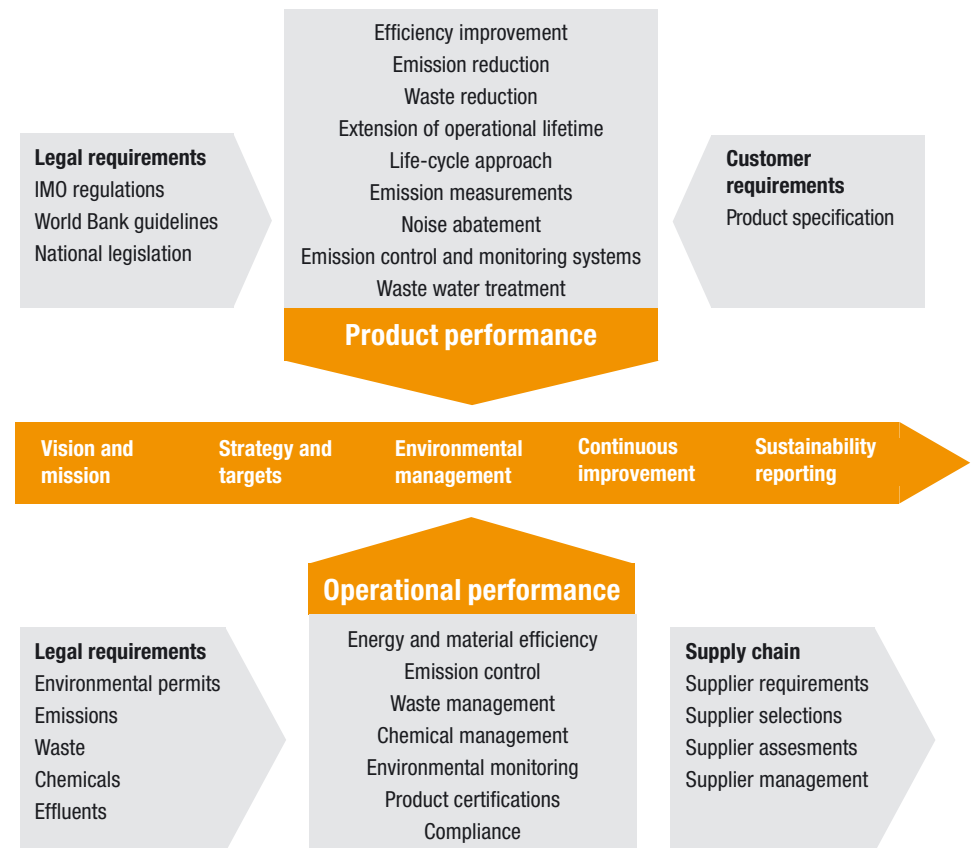 Efficiency improvement
Emission reduction
Waste reduction
Extension of operational lifetime
Life-cycle approach
Emission measurements
Noise abatement
Emission control and monitoring systems
Waste water treatment
Product performance
Legal requirements
IMO regulations
World Bank guidelines
National legislation
Customer
requirements
Product specification
Vision and
mission
Strategy and
targets
Environmental
management
Continuous
improvement
Sustainability
reporting
Operational performance
Energy and material efficiency
Emission control
Waste management
Chemical management
Environmental monitoring
Product certifications
Compliance
Legal requirements
Environmental permits
Emissions
Waste
Chemicals
Effluents
Supply chain
Supplier requirements
Supplier selections
Supplier assesments
Supplier management